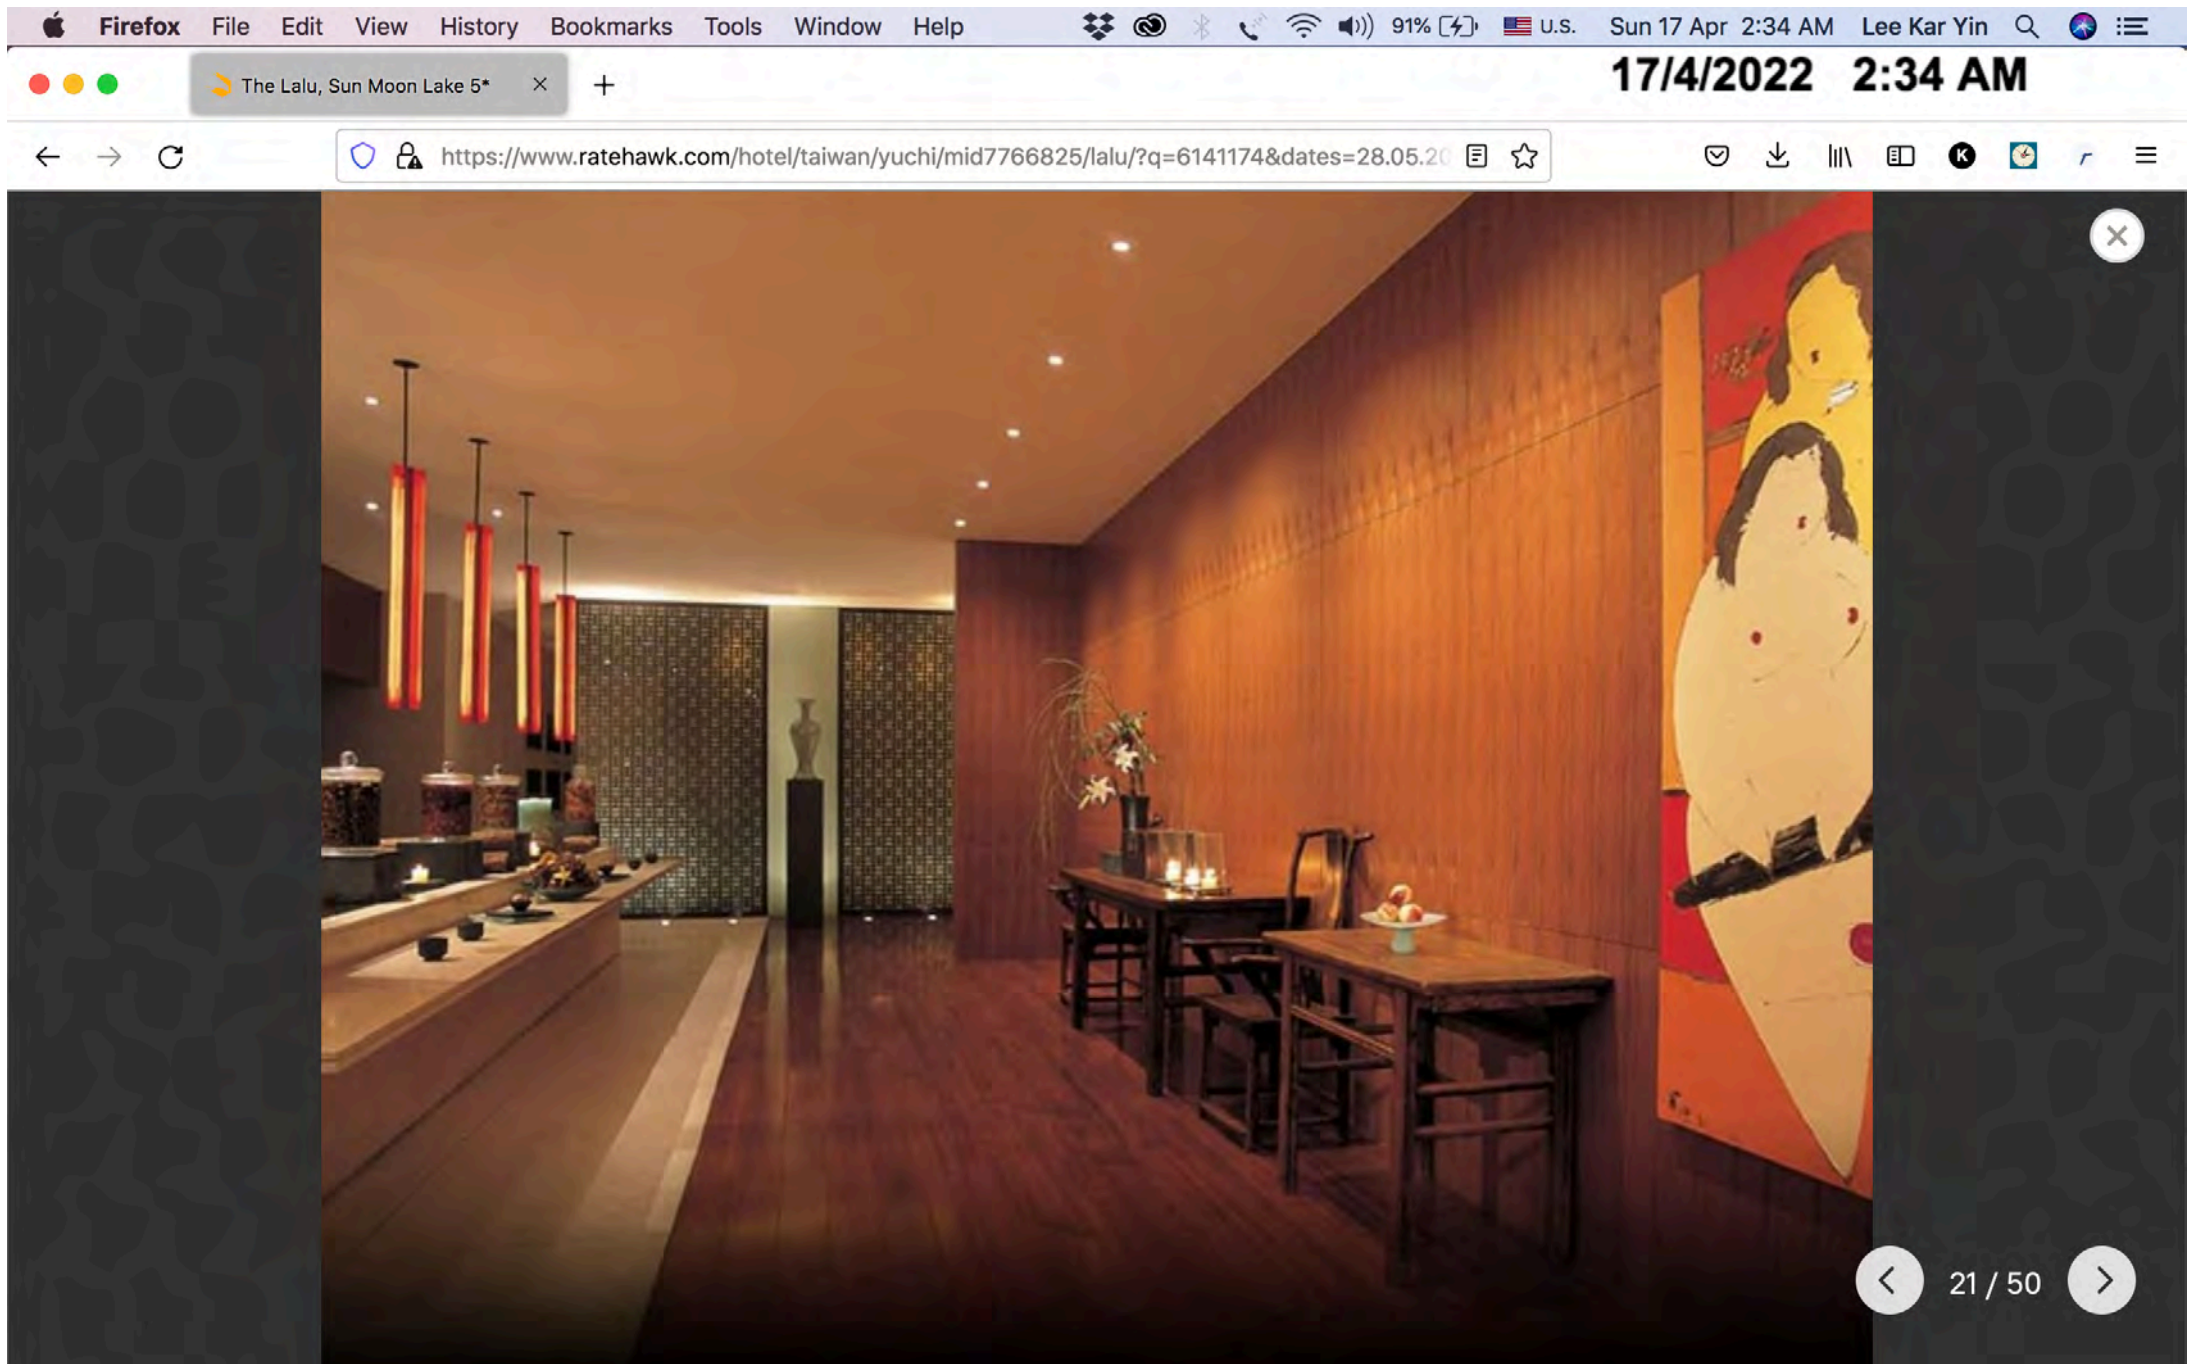 Firefox File Edit View History Bookmarks Tools Window Help 91% U.S. Sun 17 Apr 2:34 AM Lee Kar Yin
The Lalu, Sun Moon Lake 5*
17/4/2022 2:34 AM
https://www.ratehawk.com/hotel/taiwan/yuchi/mid7766825/lalu/?q=6141174&dates=28.05.20
K
r
21 / 50